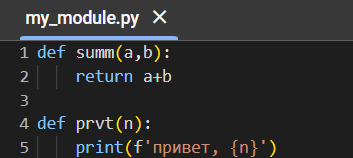 my_module.py ×
1 def summ(a,b):
2     return a+b
3
4 def prvt(n):
5     print(f'привет, {n}')